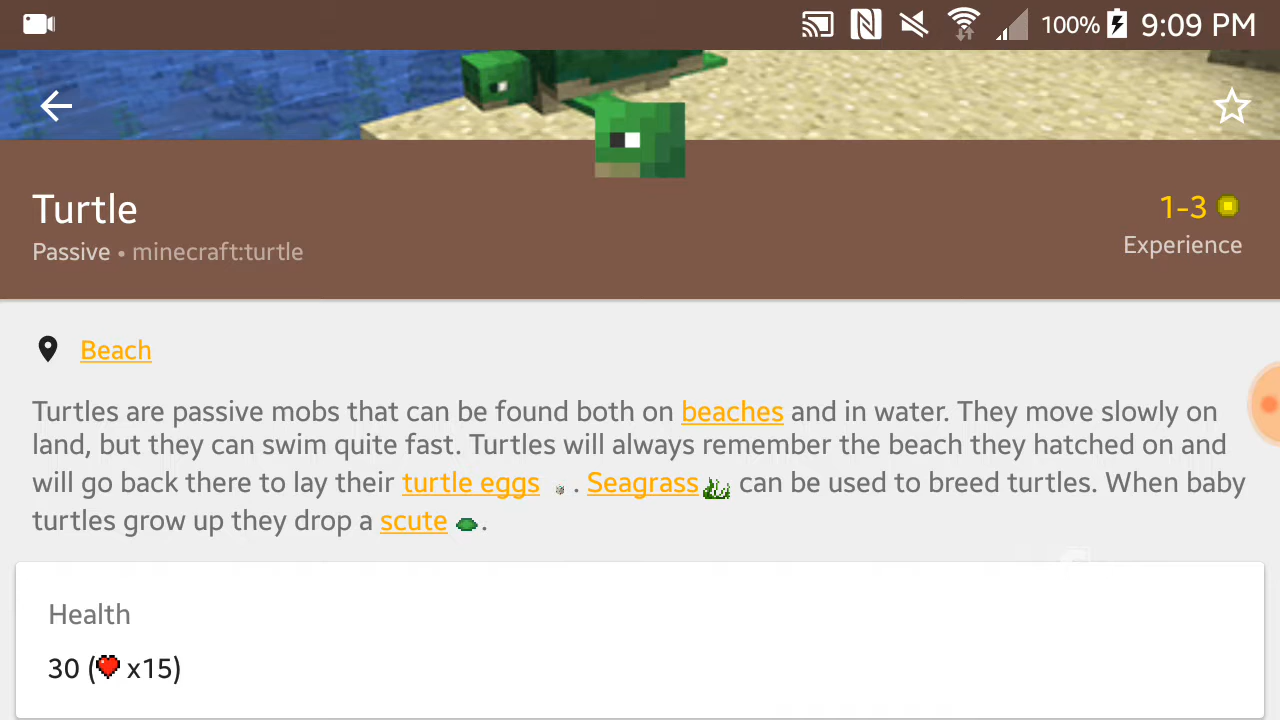 100% 9:09 PM
Turtle
1-3
Passive • minecraft:turtle
Experience
Beach
Turtles are passive mobs that can be found both on beaches and in water. They move slowly on
land, but they can swim quite fast. Turtles will always remember the beach they hatched on and
will go back there to lay their turtle eggs . Seagrass can be used to breed turtles. When baby
turtles grow up they drop a scute .
Health
30 ( x15)